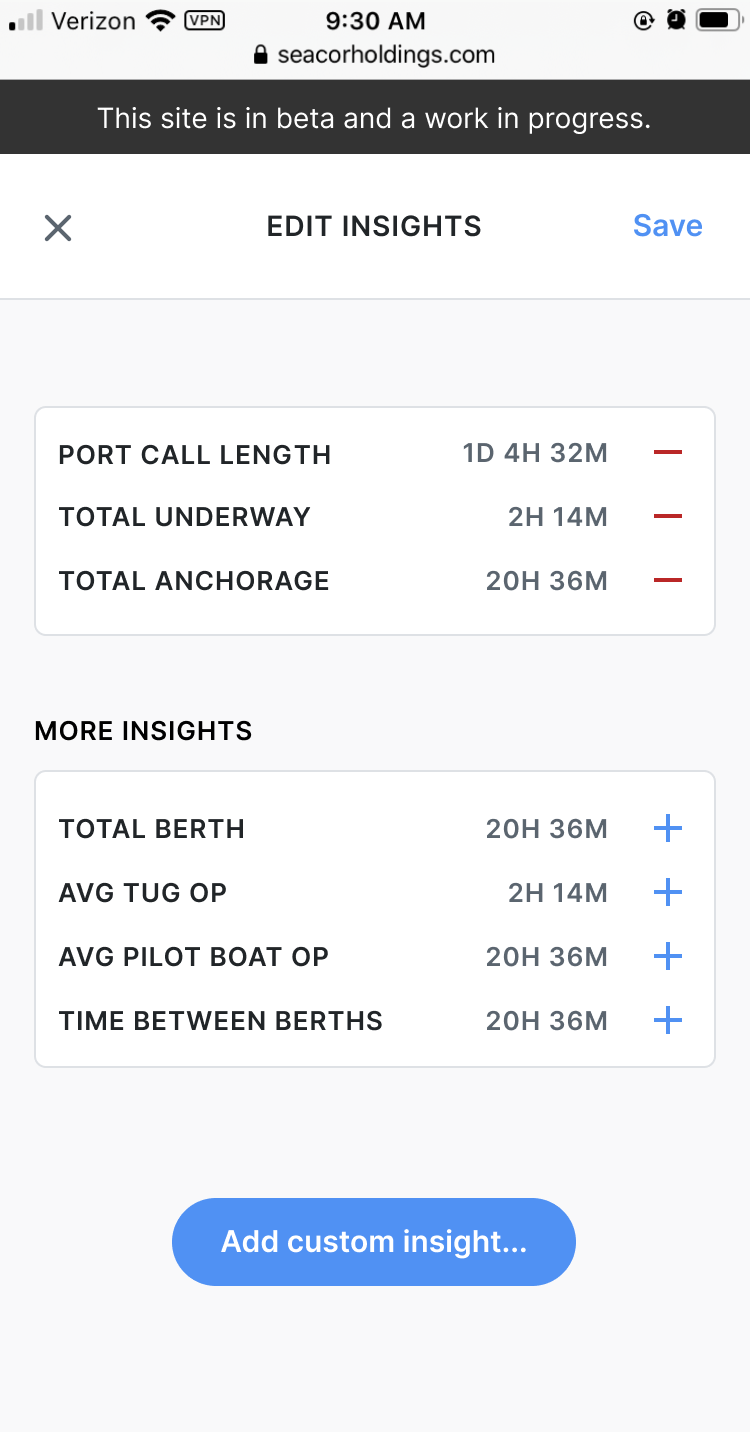 Verizon VPN 9:30 AM
seacorholdings.com
This site is in beta and a work in progress.
EDIT INSIGHTS Save
PORT CALL LENGTH 1D 4H 32M
TOTAL UNDERWAY 2H 14M
TOTAL ANCHORAGE 20H 36M
MORE INSIGHTS
TOTAL BERTH 20H 36M
AVG TUG OP 2H 14M
AVG PILOT BOAT OP 20H 36M
TIME BETWEEN BERTHS 20H 36M
Add custom insight...